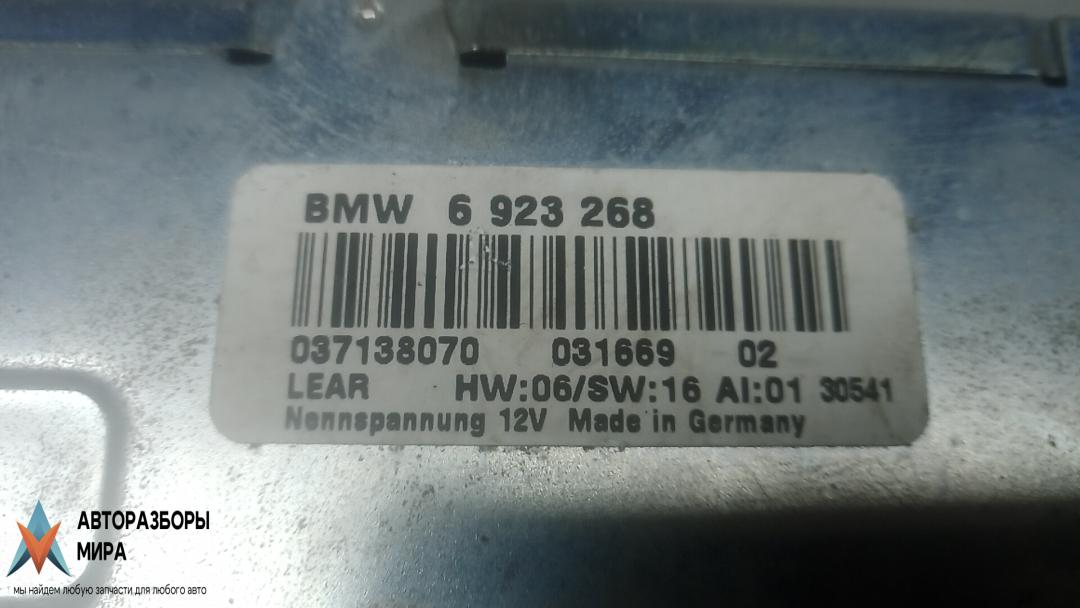 BMW 6 923 268
037138070 031669 02
LEAR HW:06/SW:16 AI:01 30541
Nennspannung 12V Made in Germany
АВТОРАЗБОРЫ
МИРА
мы найдем любую запчасти для любого авто